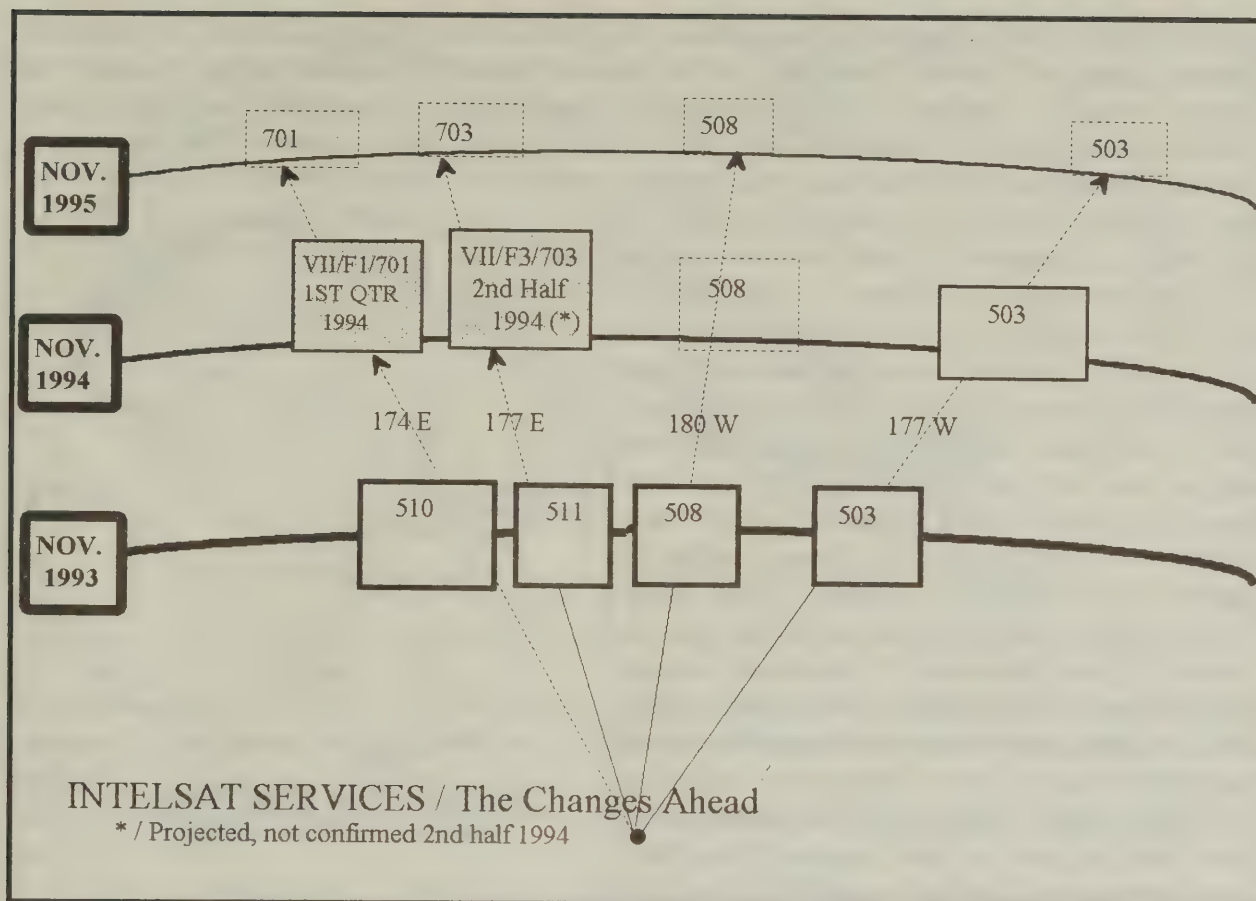 701
703
508
503
NOV.
1995
VII/F1/701
1ST QTR
1994
VII/F3/703
2nd Half
1994 (*)
508
503
NOV.
1994
174 E
177 E
180 W
177 W
510
511
508
503
NOV.
1993
INTELSAT SERVICES / The Changes Ahead
* / Projected, not confirmed 2nd half 1994